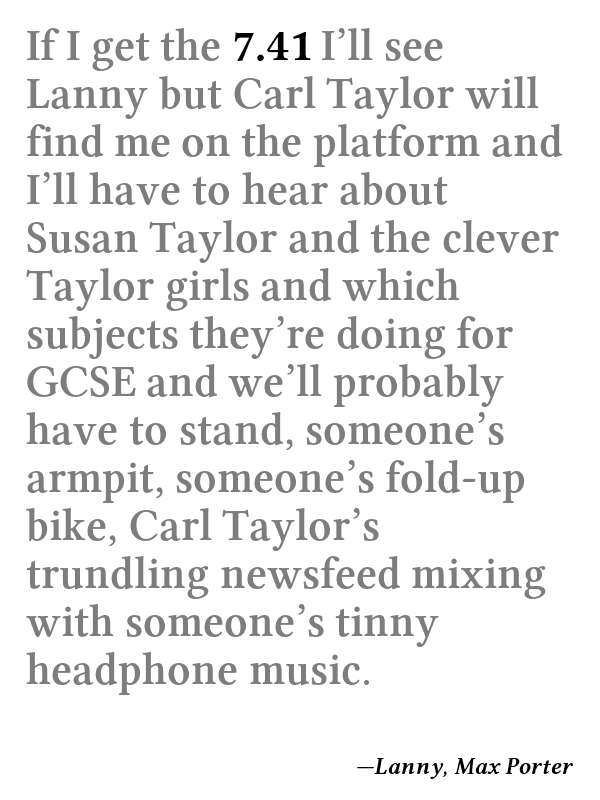 If I get the 7.41 I’ll see
Lanny but Carl Taylor will
find me on the platform and
I’ll have to hear about
Susan Taylor and the clever
Taylor girls and which
subjects they’re doing for
GCSE and we’ll probably
have to stand, someone’s
armpit, someone’s fold-up
bike, Carl Taylor’s
trundling newsfeed mixing
with someone’s tinny
headphone music.
—Lanny, Max Porter